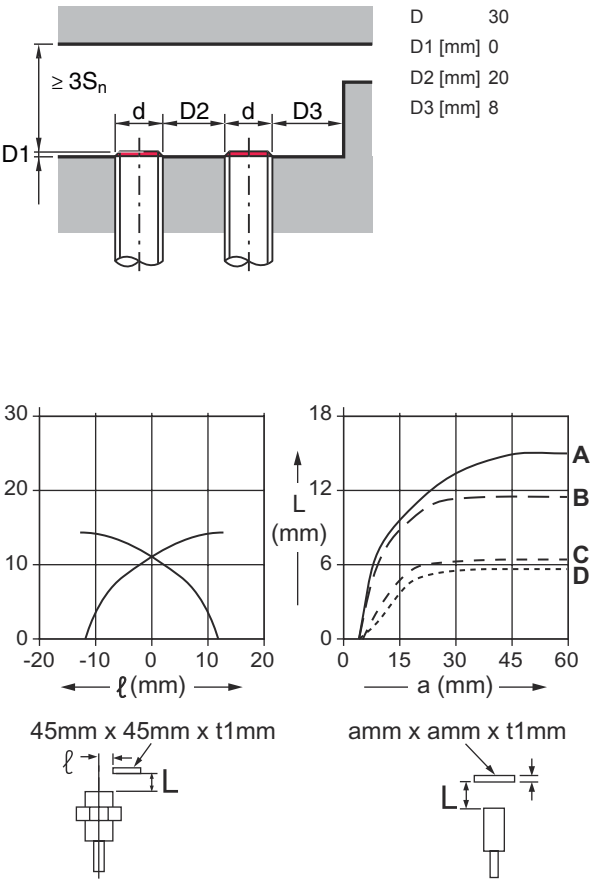 D 30
D1 [mm] 0
D2 [mm] 20
D3 [mm] 8
≥ 3Sn
d D2 d D3
D1
30
20
10
0
-20 -10 0 10 20
ℓ (mm)
45mm x 45mm x t1mm
ℓ
L
18
12
6
0
L
(mm)
A
B
C
D
0 15 30 45 60
a (mm)
amm x amm x t1mm
L